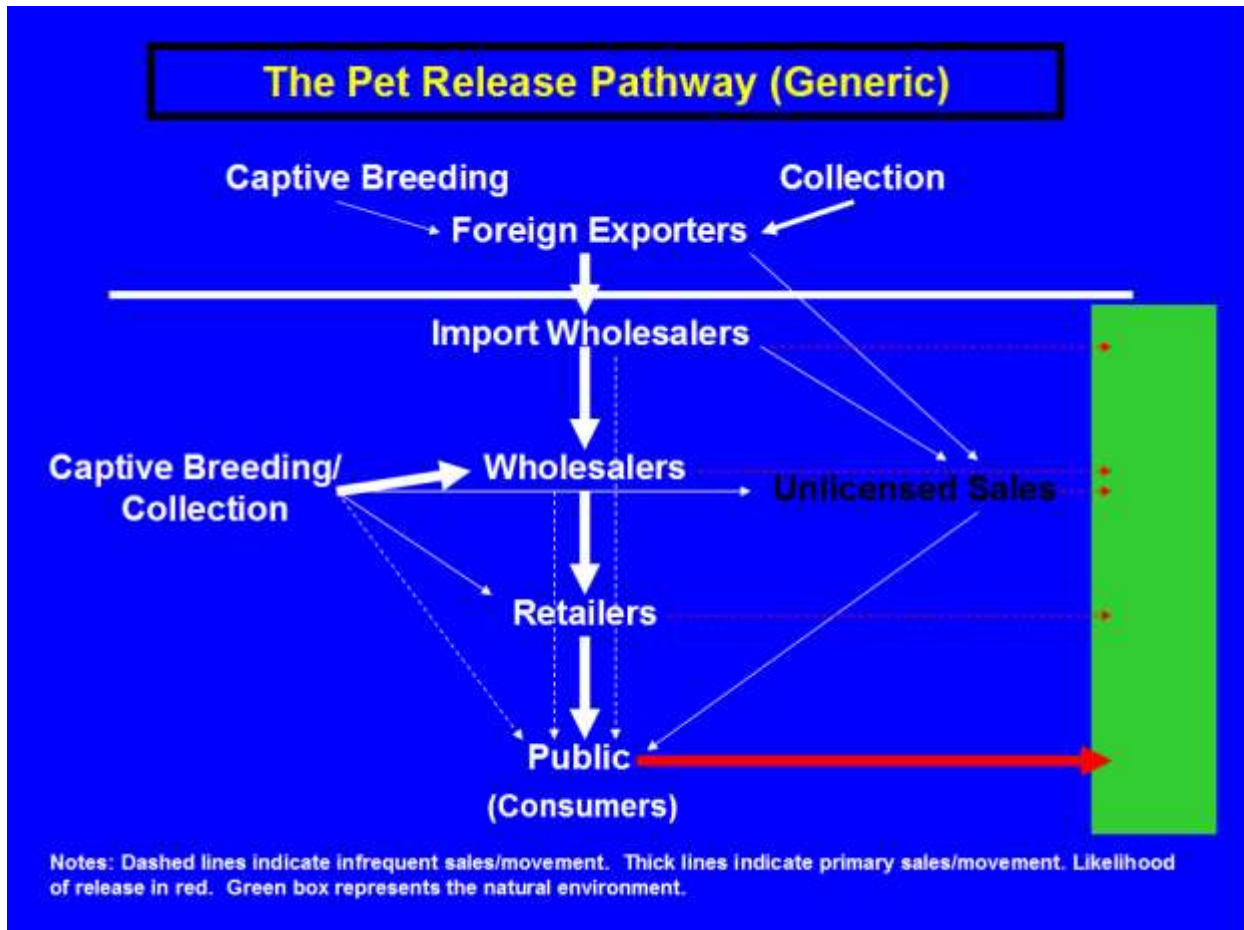 The Pet Release Pathway (Generic)
Captive Breeding
Collection
Foreign Exporters
Import Wholesalers
Captive Breeding/
Collection
Wholesalers
Unlicensed Sales
Retailers
Public
(Consumers)
Notes: Dashed lines indicate infrequent sales/movement. Thick lines indicate primary sales/movement. Likelihood
of release in red. Green box represents the natural environment.